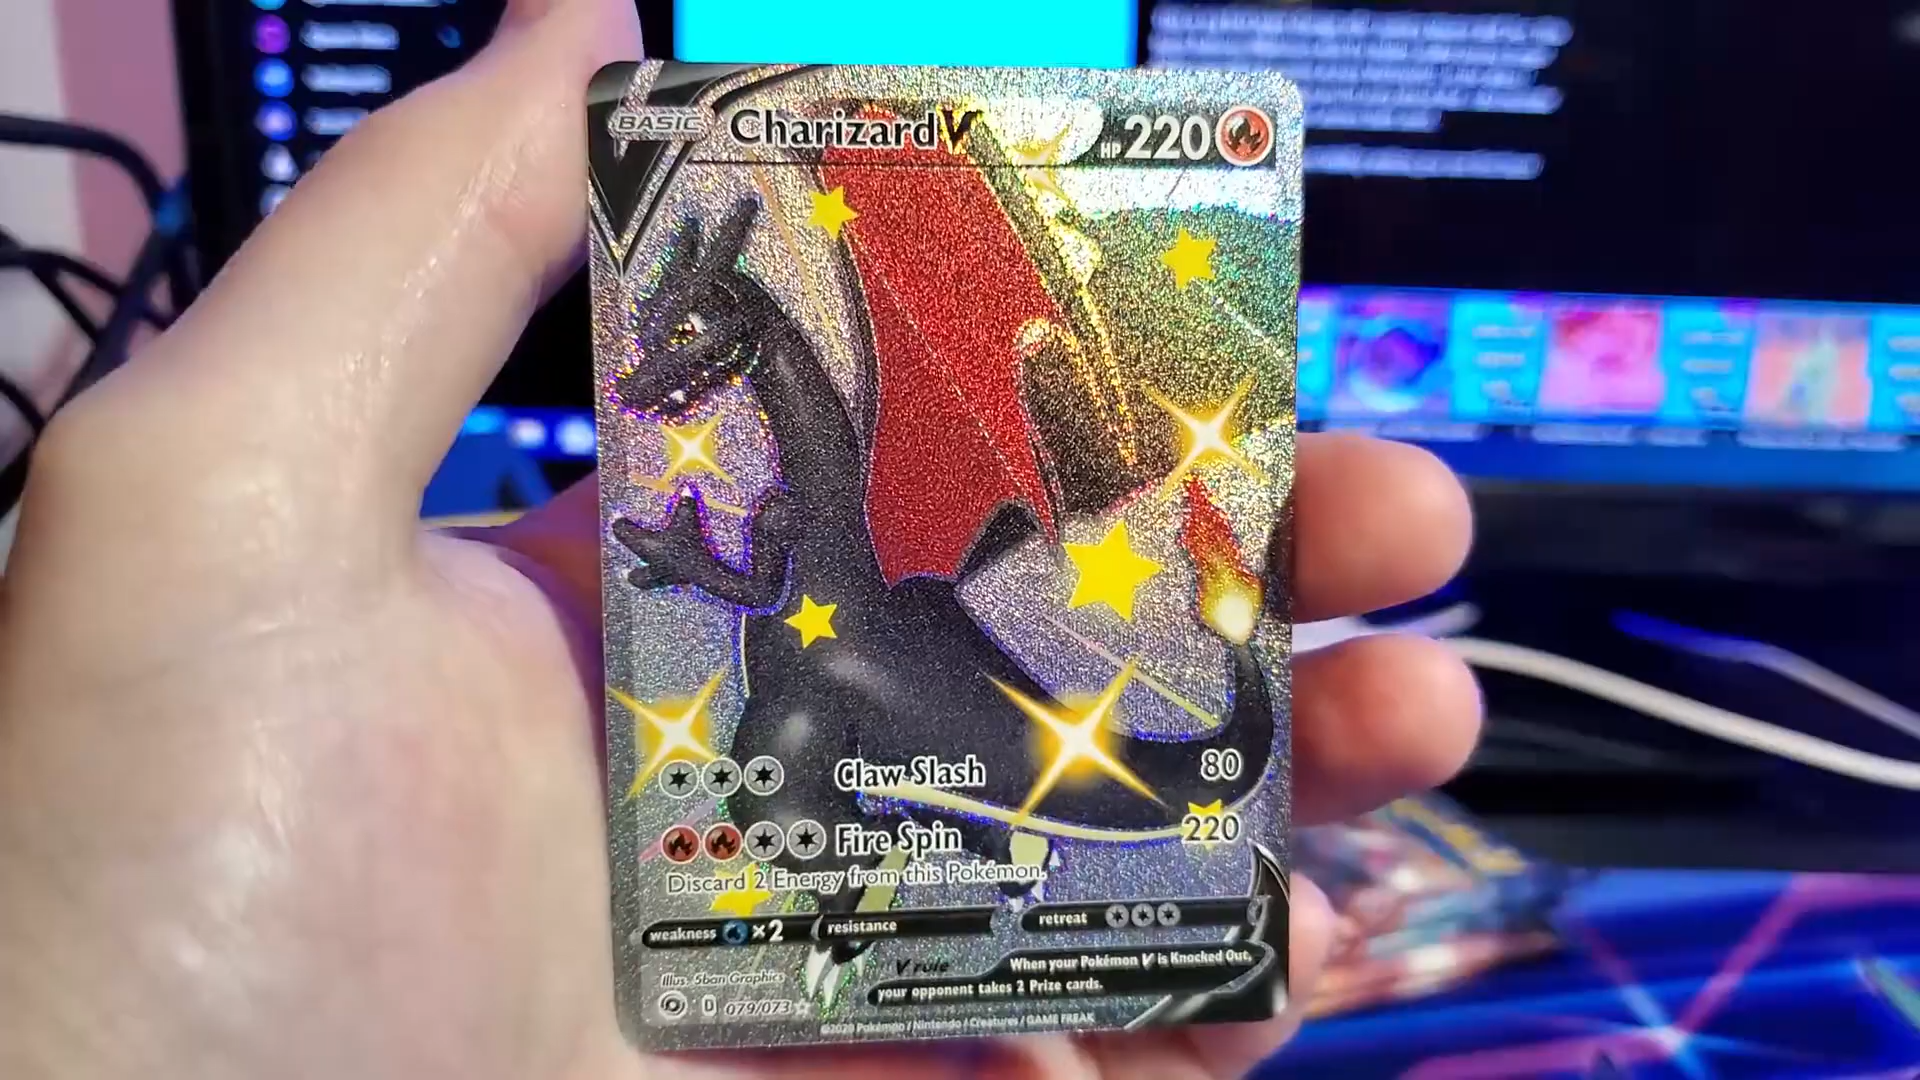 BASIC Charizard V HP 220
Claw Slash 80
Fire Spin 220
Discard 2 Energy from this Pokémon.
weakness ×2 resistance retreat
V rule When your Pokémon V is Knocked Out,
your opponent takes 2 Prize cards.
Illus. 5ban Graphics
D 079/073
©2020 Pokémon / Nintendo / Creatures / GAME FREAK